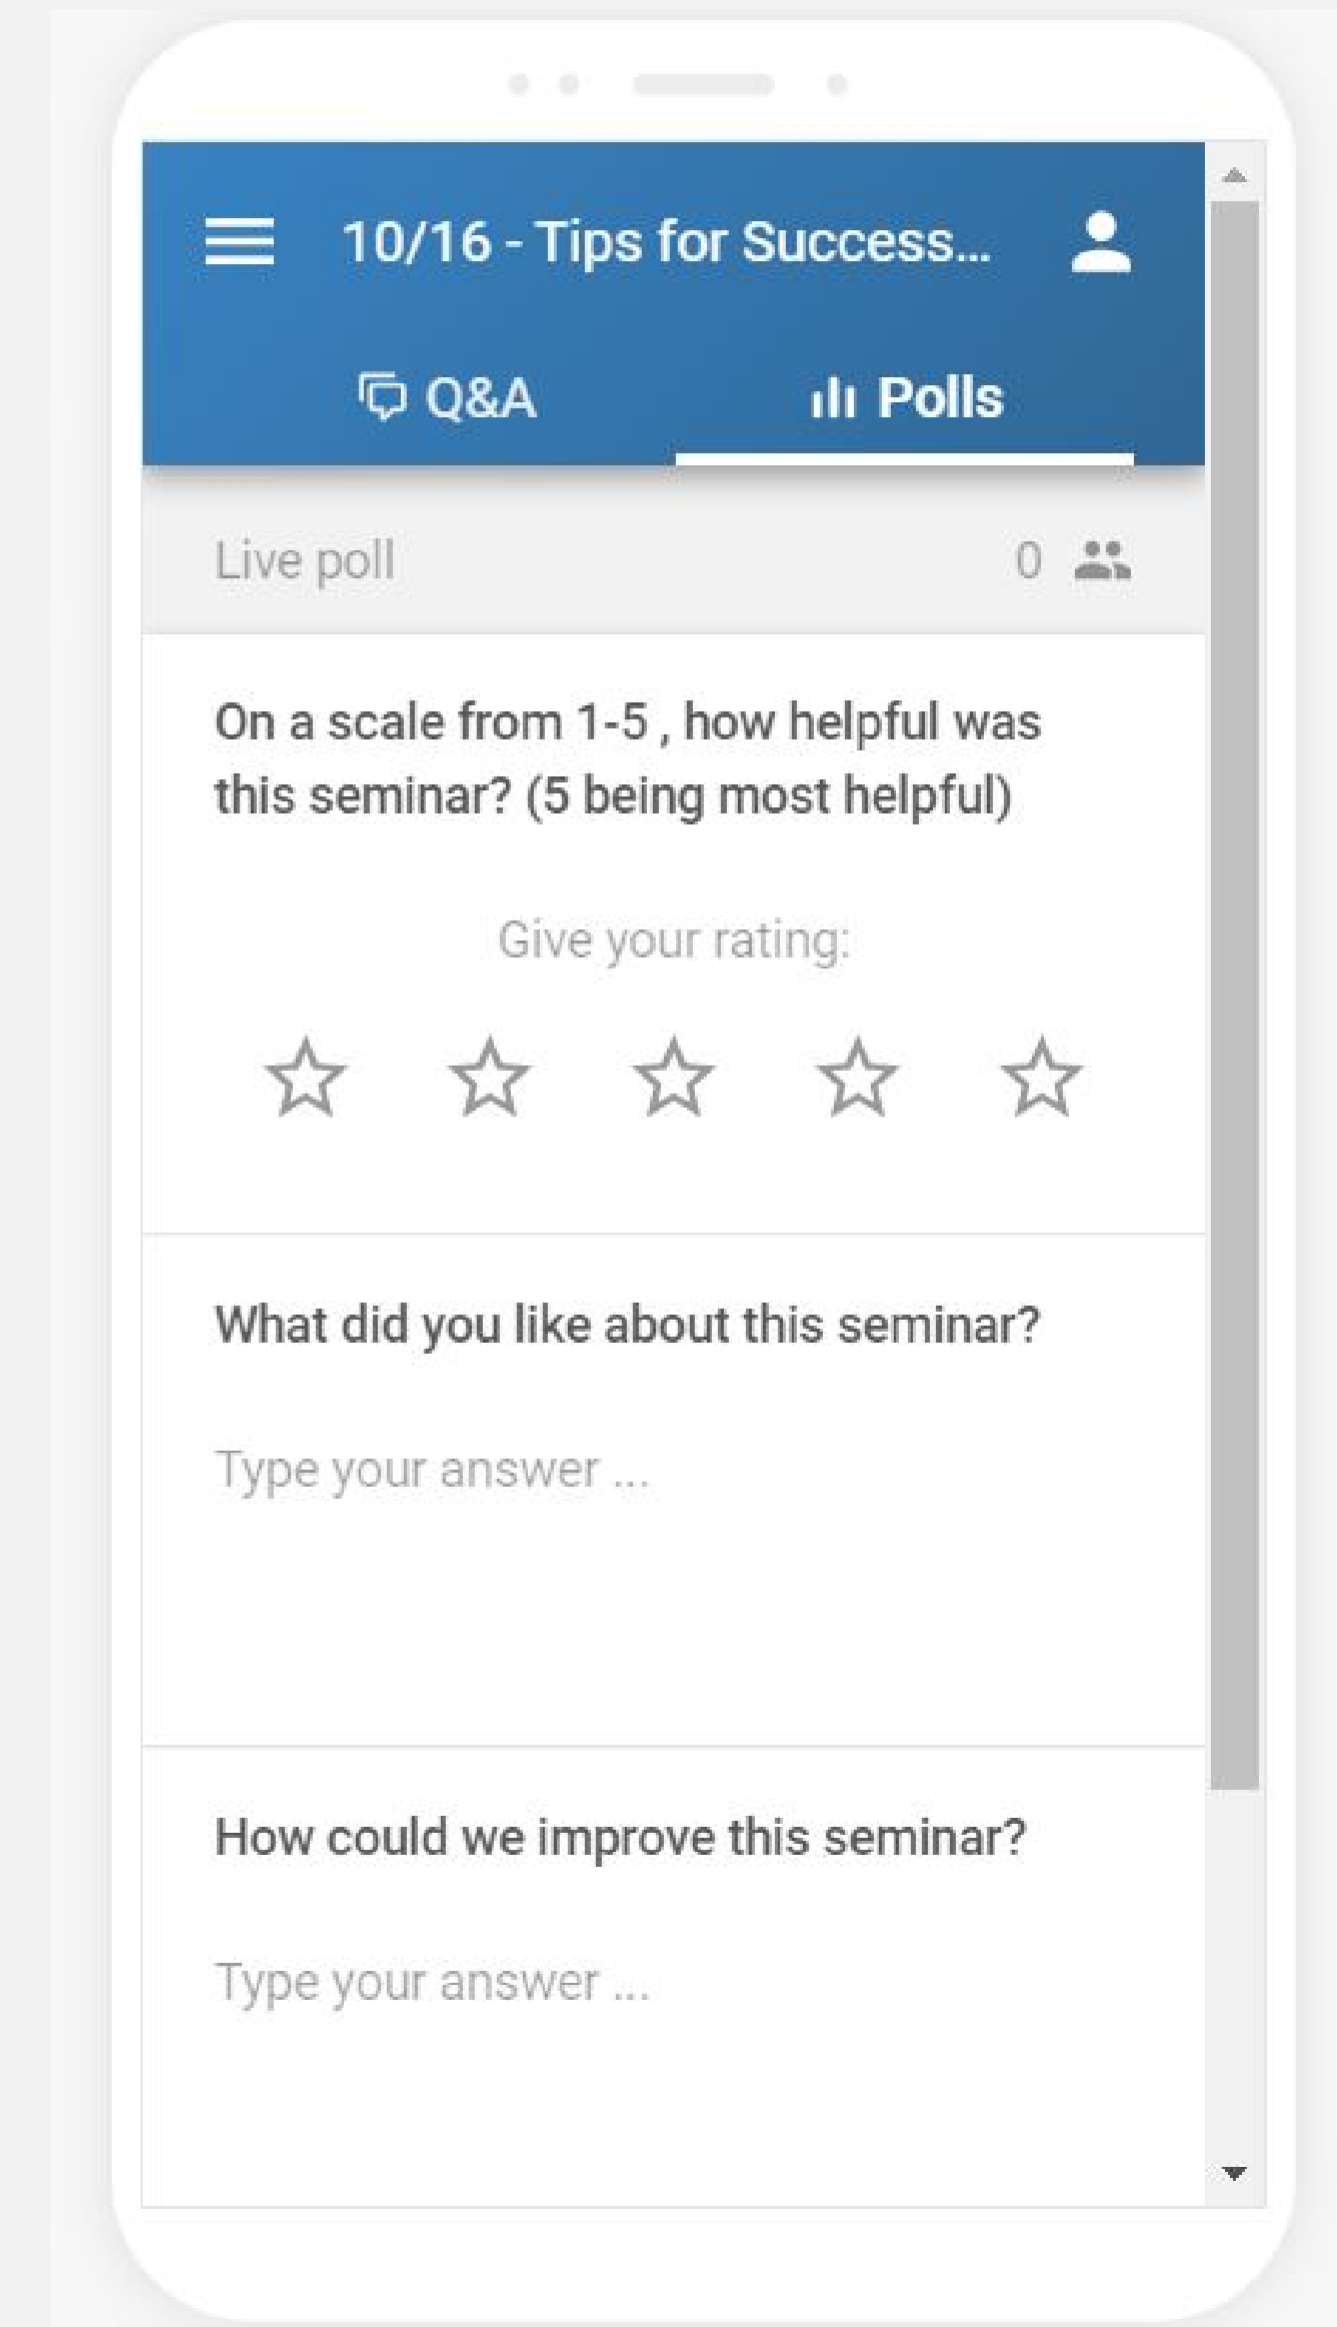 10/16 - Tips for Success...
Q&A
Polls
Live poll
0
On a scale from 1-5 , how helpful was
this seminar? (5 being most helpful)
Give your rating:
What did you like about this seminar?
Type your answer ...
How could we improve this seminar?
Type your answer ...